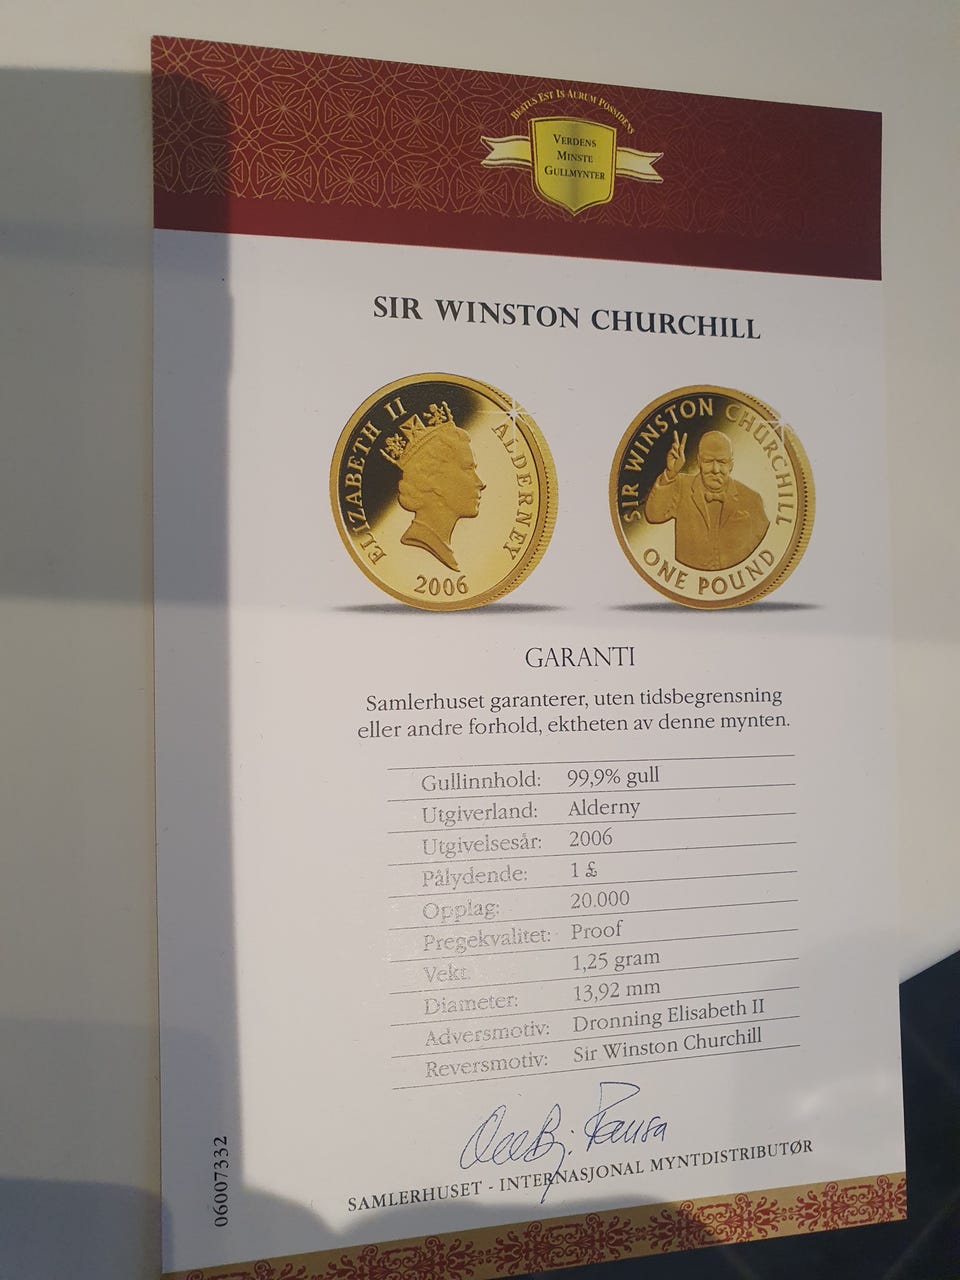 BEATUS EST IS AURUM POSSIDENS
VERDENS
MINSTE
GULLMYNTER
SIR WINSTON CHURCHILL
ELIZABETH II ALDERNEY
2006
SIR WINSTON CHURCHILL
ONE POUND
GARANTI
Samlerhuset garanterer, uten tidsbegrensning
eller andre forhold, ektheten av denne mynten.
Gullinnhold: 99,9% gull
Utgiverland: Alderny
Utgivelsesår: 2006
Pålydende: 1 £
Opplag: 20.000
Pregekvalitet: Proof
Vekt: 1,25 gram
Diameter: 13,92 mm
Adversmotiv: Dronning Elisabeth II
Reversmotiv: Sir Winston Churchill
SAMLERHUSET - INTERNASJONAL MYNTDISTRIBUTØR
06007332